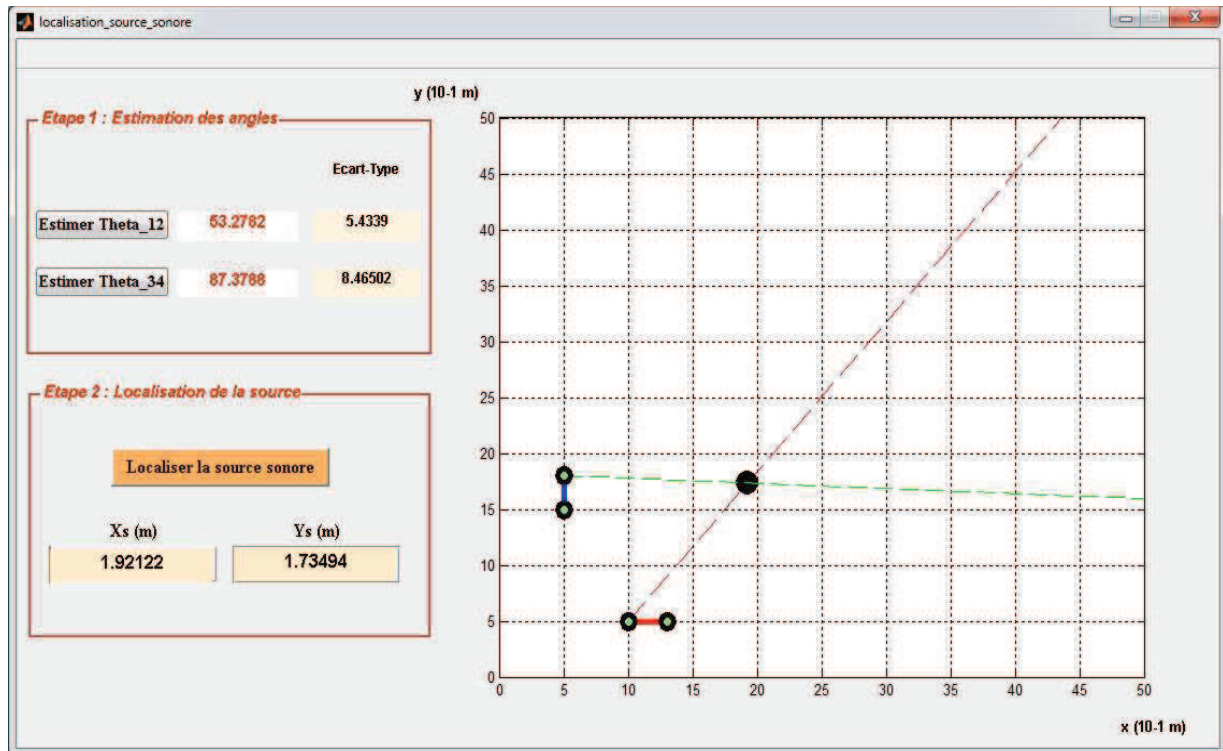 localisation_source_sonore
Etape 1 : Estimation des angles
Ecart-Type
Estimer Theta_12
53.2782
5.4339
Estimer Theta_34
87.3788
8.46502
Etape 2 : Localisation de la source
Localiser la source sonore
Xs (m)
Ys (m)
1.92122
1.73494
y (10-1 m)
50
45
40
35
30
25
20
15
10
5
0
0 5 10 15 20 25 30 35 40 45 50
x (10-1 m)